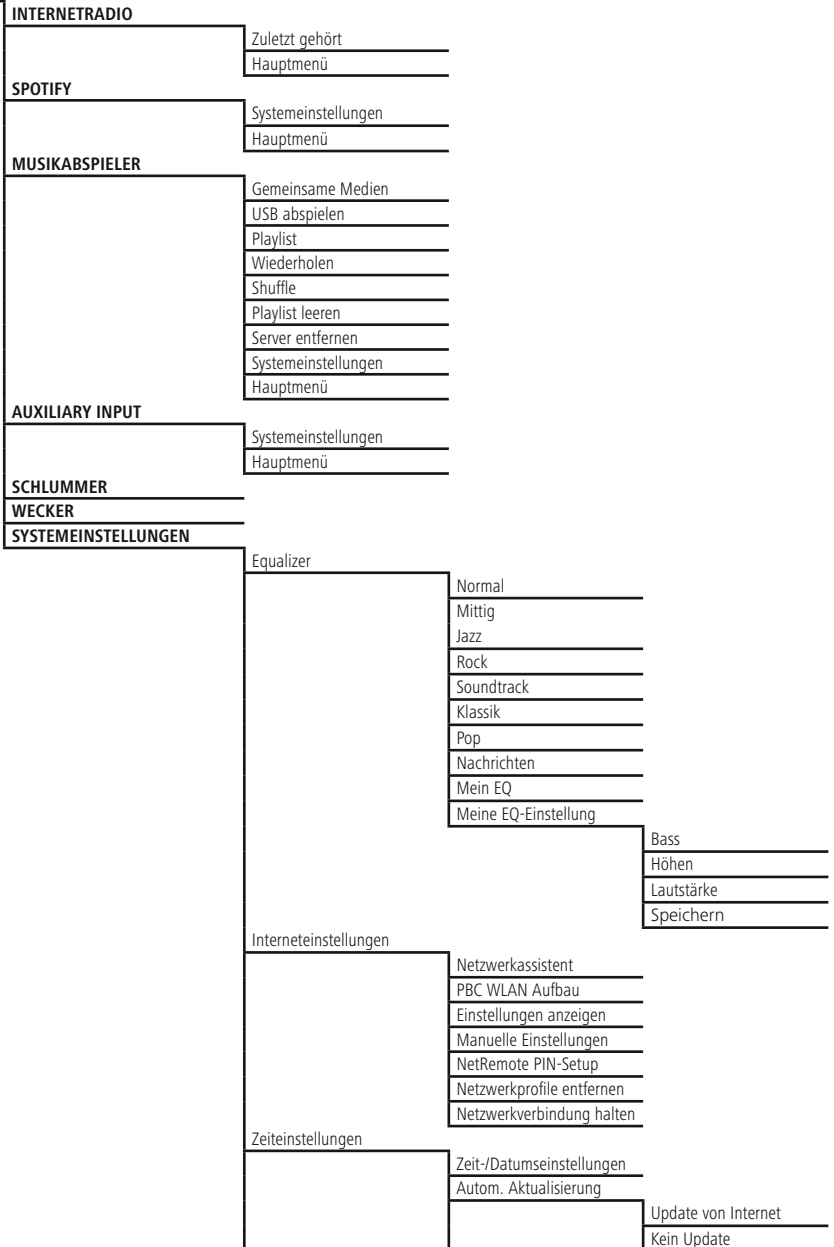 INTERNETRADIO
Zuletzt gehört
Hauptmenü
SPOTIFY
Systemeinstellungen
Hauptmenü
MUSIKABSPIELER
Gemeinsame Medien
USB abspielen
Playlist
Wiederholen
Shuffle
Playlist leeren
Server entfernen
Systemeinstellungen
Hauptmenü
AUXILIARY INPUT
Systemeinstellungen
Hauptmenü
SCHLUMMER
WECKER
SYSTEMEINSTELLUNGEN
Equalizer
Normal
Mittig
Jazz
Rock
Soundtrack
Klassik
Pop
Nachrichten
Mein EQ
Meine EQ-Einstellung
Bass
Höhen
Lautstärke
Speichern
Interneteinstellungen
Netzwerkassistent
PBC WLAN Aufbau
Einstellungen anzeigen
Manuelle Einstellungen
NetRemote PIN-Setup
Netzwerkprofile entfernen
Netzwerkverbindung halten
Zeiteinstellungen
Zeit-/Datumseinstellungen
Autom. Aktualisierung
Update von Internet
Kein Update